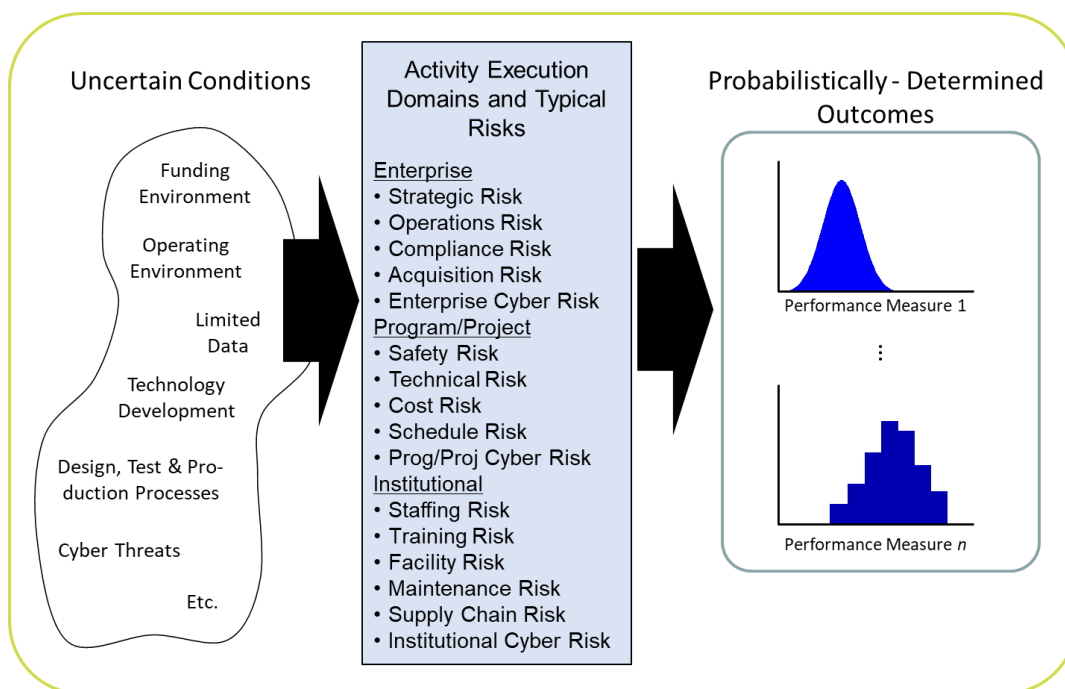 Uncertain Conditions
Funding
Environment
Operating
Environment
Limited
Data
Technology
Development
Design, Test & Pro-
duction Processes
Cyber Threats
Etc.
Activity Execution
Domains and Typical
Risks
Enterprise
• Strategic Risk
• Operations Risk
• Compliance Risk
• Acquisition Risk
• Enterprise Cyber Risk
Program/Project
• Safety Risk
• Technical Risk
• Cost Risk
• Schedule Risk
• Prog/Proj Cyber Risk
Institutional
• Staffing Risk
• Training Risk
• Facility Risk
• Maintenance Risk
• Supply Chain Risk
• Institutional Cyber Risk
Probabilistically - Determined
Outcomes
Performance Measure 1
⋮
Performance Measure n